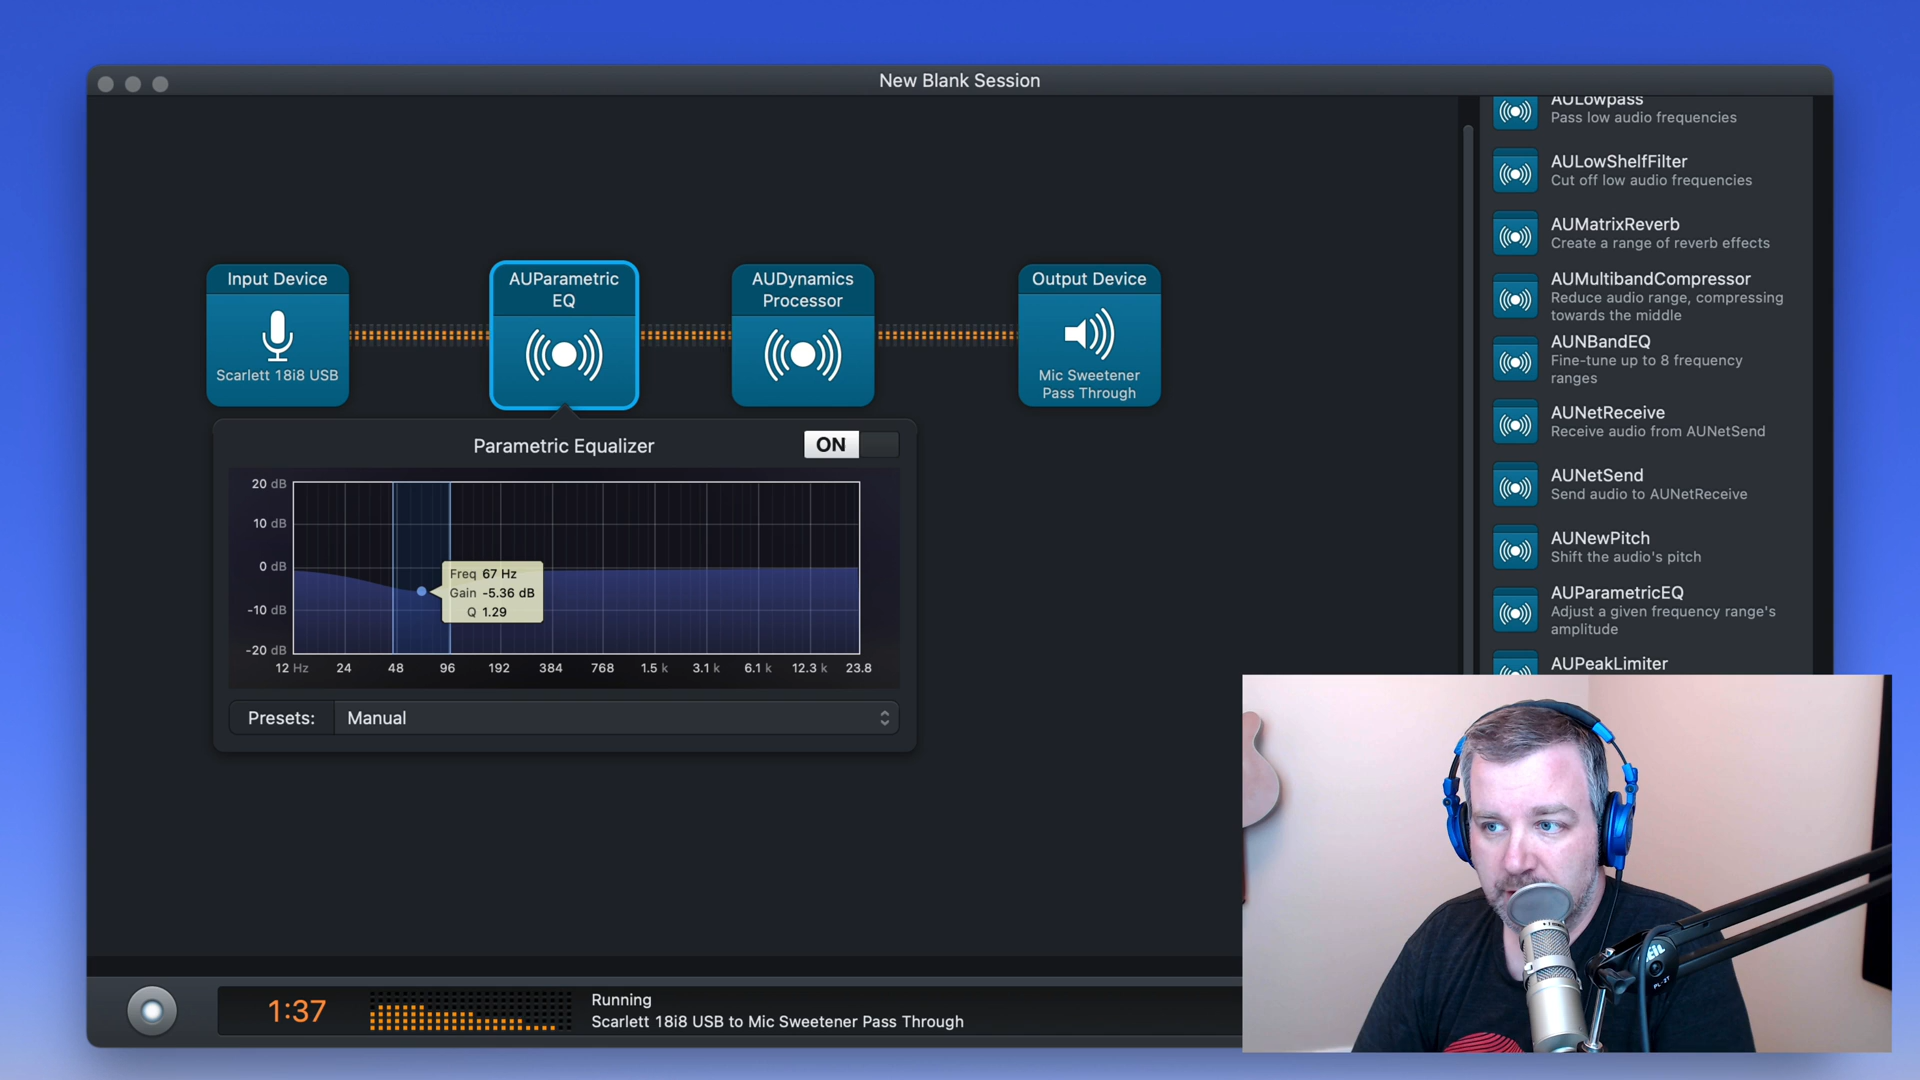 New Blank Session
AULowpass
Pass low audio frequencies
AULowShelfFilter
Cut off low audio frequencies
AUMatrixReverb
Create a range of reverb effects
AUMultibandCompressor
Reduce audio range, compressing
towards the middle
AUNBandEQ
Fine-tune up to 8 frequency
ranges
AUNetReceive
Receive audio from AUNetSend
AUNetSend
Send audio to AUNetReceive
AUNewPitch
Shift the audio's pitch
AUParametricEQ
Adjust a given frequency range's
amplitude
AUPeakLimiter
Input Device
Scarlett 18i8 USB
AUParametric
EQ
AUDynamics
Processor
Output Device
Mic Sweetener
Pass Through
Parametric Equalizer
ON
20 dB
10 dB
0 dB
-10 dB
-20 dB
Freq 67 Hz
Gain -5.36 dB
Q 1.29
12 Hz 24 48 96 192 384 768 1.5 k 3.1 k 6.1 k 12.3 k 23.8
Presets: Manual
1:37
Running
Scarlett 18i8 USB to Mic Sweetener Pass Through
PL-2T